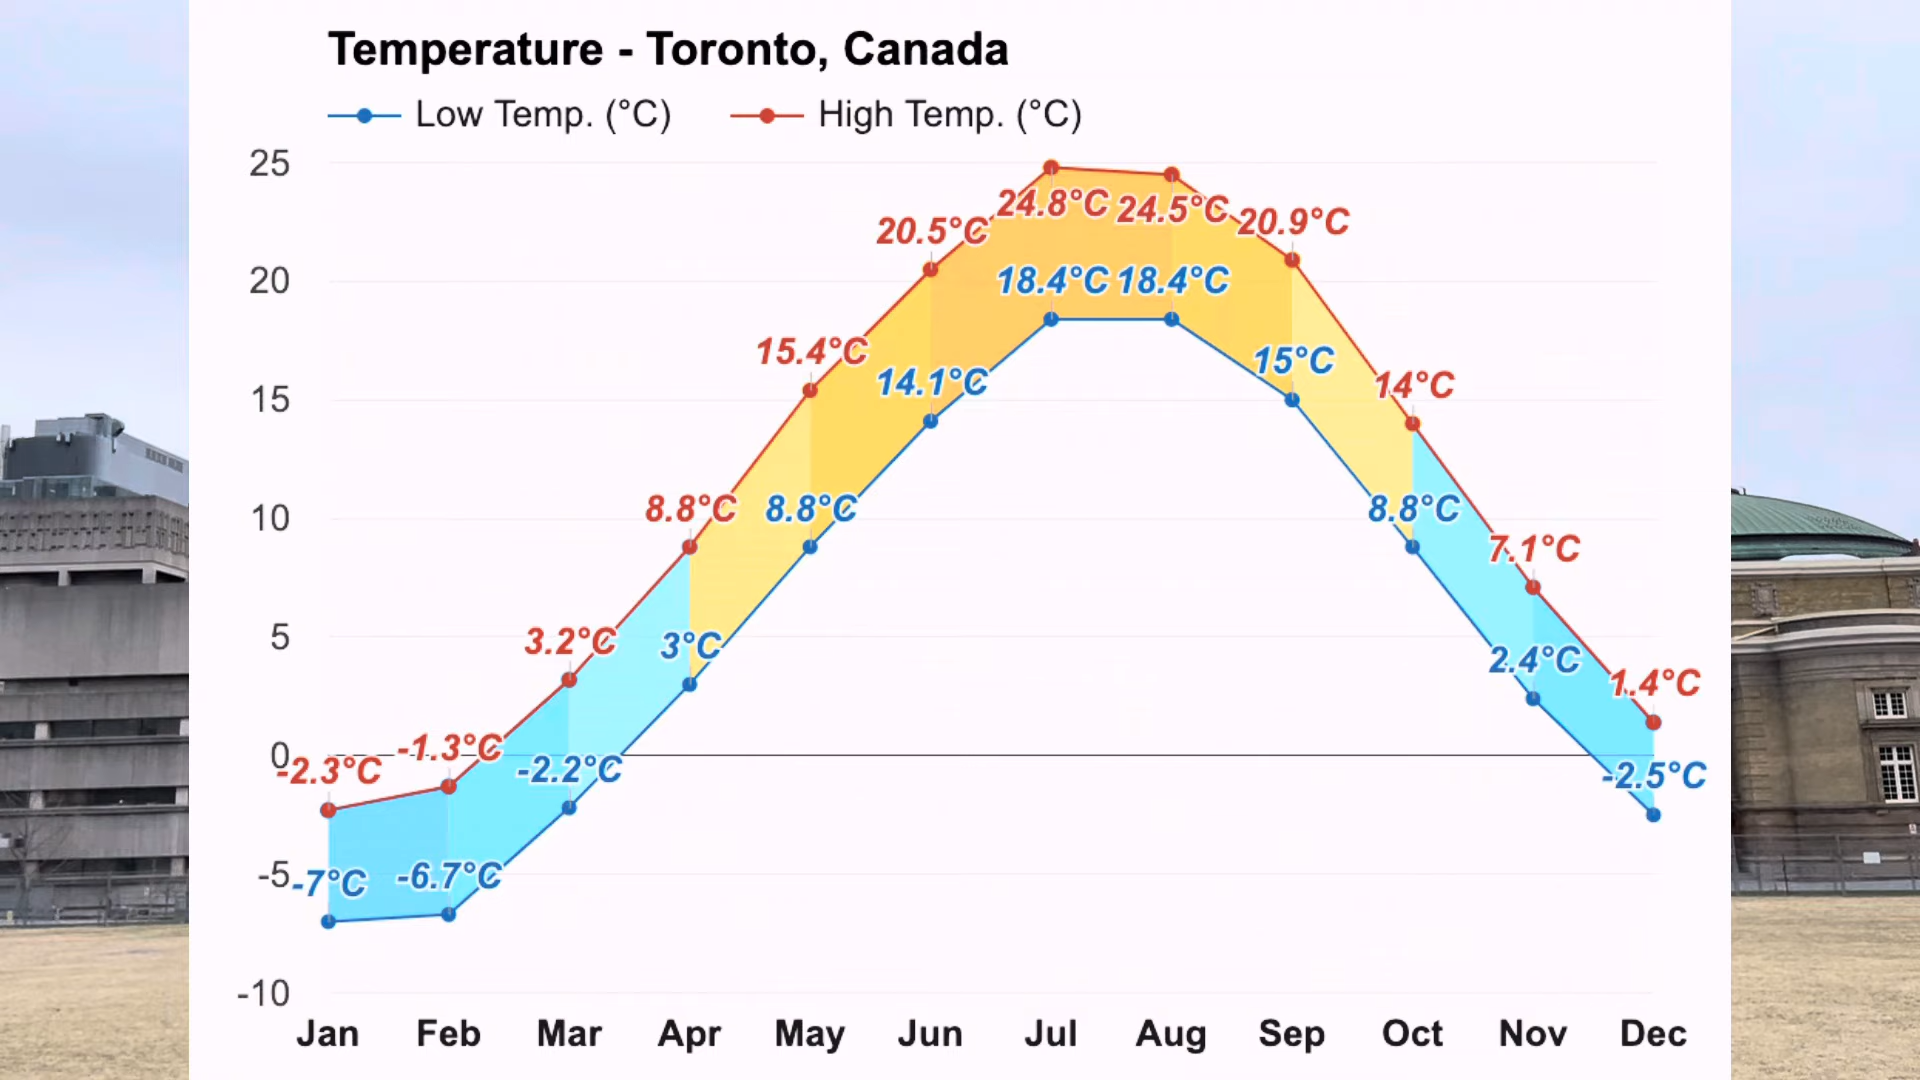 Temperature - Toronto, Canada
Low Temp. (°C) High Temp. (°C)
25
24.8°C 24.5°C
20.5°C 20.9°C
20 18.4°C 18.4°C
15.4°C 15°C
14.1°C 14°C
15
10 8.8°C 8.8°C 8.8°C
7.1°C
5 3.2°C 3°C 2.4°C
1.4°C
0 -1.3°C
-2.3°C -2.2°C -2.5°C
-5 -7°C -6.7°C
-10
Jan Feb Mar Apr May Jun Jul Aug Sep Oct Nov Dec